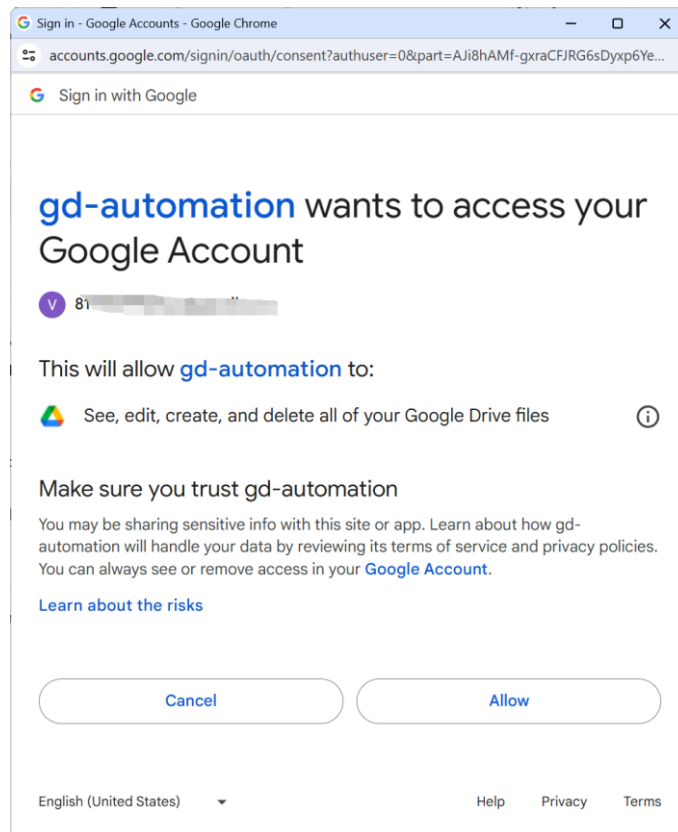 Sign in - Google Accounts - Google Chrome
accounts.google.com/signin/oauth/consent?authuser=0&part=AJi8hAMf-gxraCFJRG6sDyxp6Ye...
Sign in with Google
gd-automation wants to access your
Google Account
V 81
This will allow gd-automation to:
See, edit, create, and delete all of your Google Drive files
Make sure you trust gd-automation
You may be sharing sensitive info with this site or app. Learn about how gd-
automation will handle your data by reviewing its terms of service and privacy policies.
You can always see or remove access in your Google Account.
Learn about the risks
Cancel Allow
English (United States) Help Privacy Terms